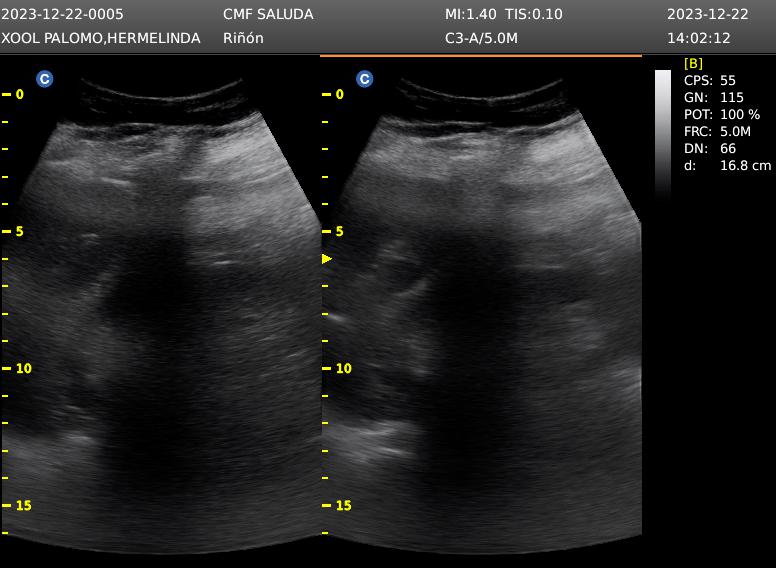 2023-12-22-0005 CMF SALUDA MI:1.40 TIS:0.10 2023-12-22
XOOL PALOMO,HERMELINDA Riñón C3-A/5.0M 14:02:12
C C
[B]
CPS: 55
GN: 115
POT: 100 %
FRC: 5.0M
DN: 66
d: 16.8 cm
0 0
5 5
10 10
15 15